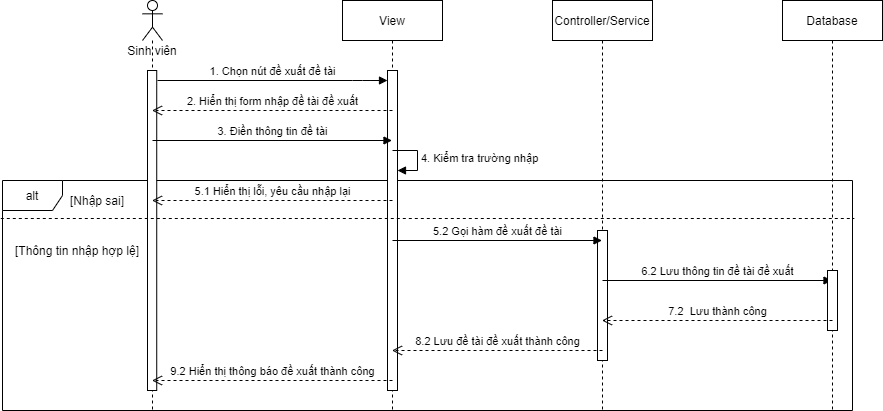 View
Controller/Service
Database
Sinh viên
1. Chọn nút đề xuất đề tài
2. Hiển thị form nhập đề tài đề xuất
3. Điền thông tin đề tài
4. Kiểm tra trường nhập
alt
[Nhập sai]
5.1 Hiển thị lỗi, yêu cầu nhập lại
5.2 Gọi hàm đề xuất đề tài
[Thông tin nhập hợp lệ]
6.2 Lưu thông tin đề tài đề xuất
7.2 Lưu thành công
8.2 Lưu đề tài đề xuất thành công
9.2 Hiển thị thông báo đề xuất thành công